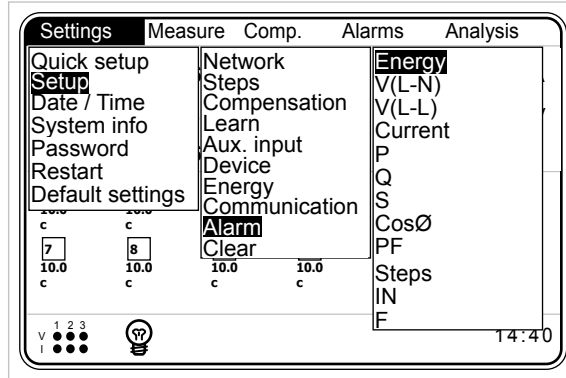 Settings Measure Comp. Alarms Analysis
Quick setup
Setup
Date / Time
System info
Password
Restart
Default settings
Network
Steps
Compensation
Learn
Aux. input
Device
Energy
Communication
Alarm
Clear
Energy
V(L-N)
V(L-L)
Current
P
Q
S
CosØ
PF
Steps
IN
F
c c
7 8
10.0 10.0 10.0 10.0
c c c c
1 2 3
V
I
14:40